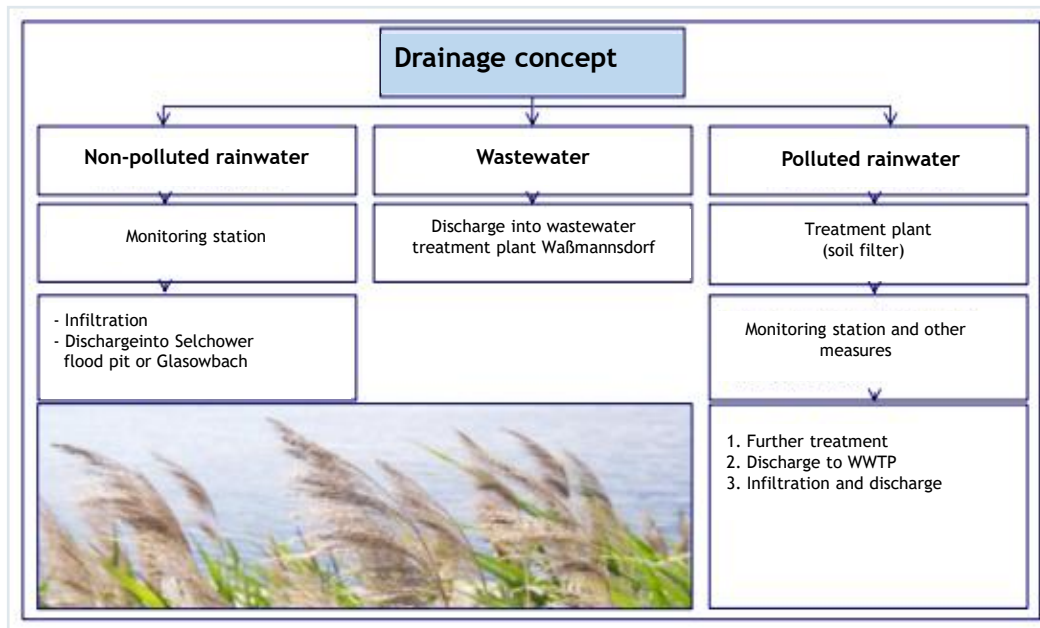 Drainage concept
Non-polluted rainwater
Monitoring station
- Infiltration
- Dischargeinto Selchower
flood pit or Glasowbach
Wastewater
Discharge into wastewater
treatment plant Waßmannsdorf
Polluted rainwater
Treatment plant
(soil filter)
Monitoring station and other
measures
1. Further treatment
2. Discharge to WWTP
3. Infiltration and discharge